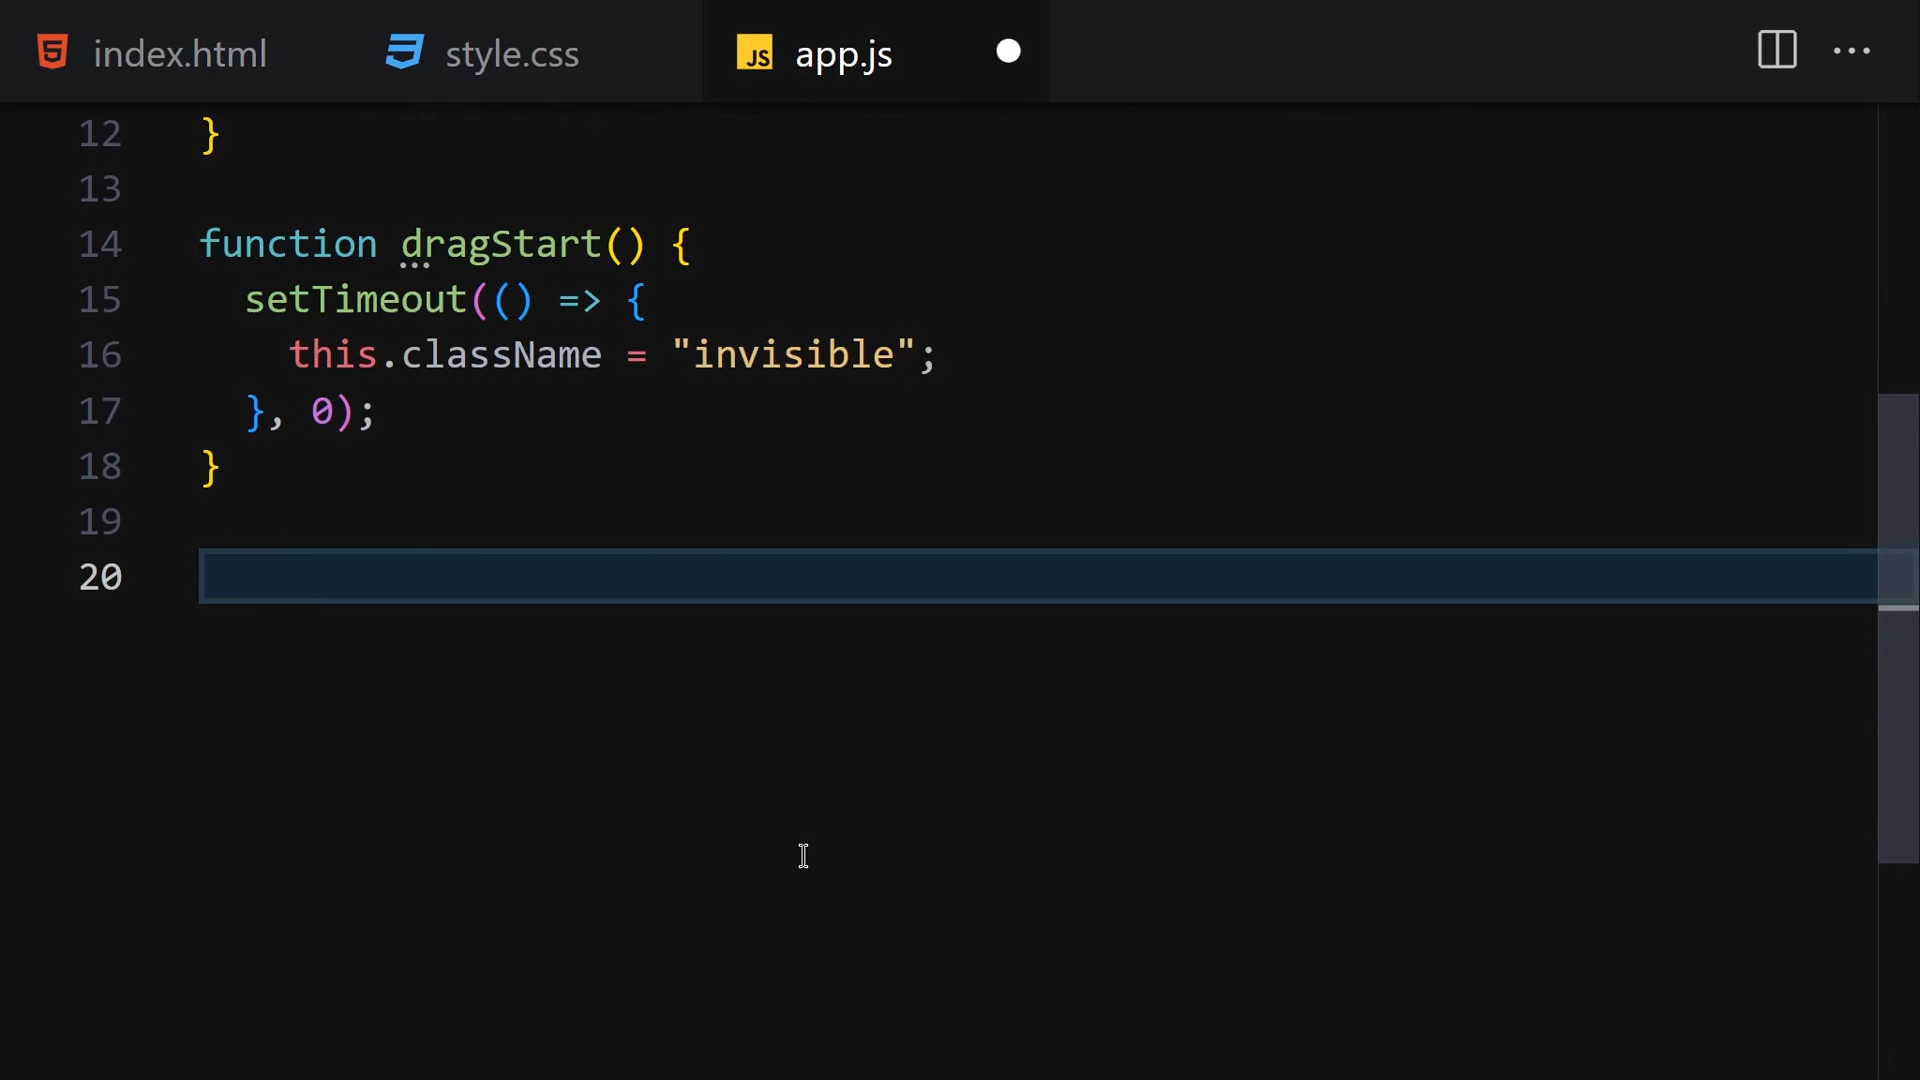 index.html style.css JS app.js
12 }
13
14 function dragStart() {
15 setTimeout(() => {
16 this.className = "invisible";
17 }, 0);
18 }
19
20